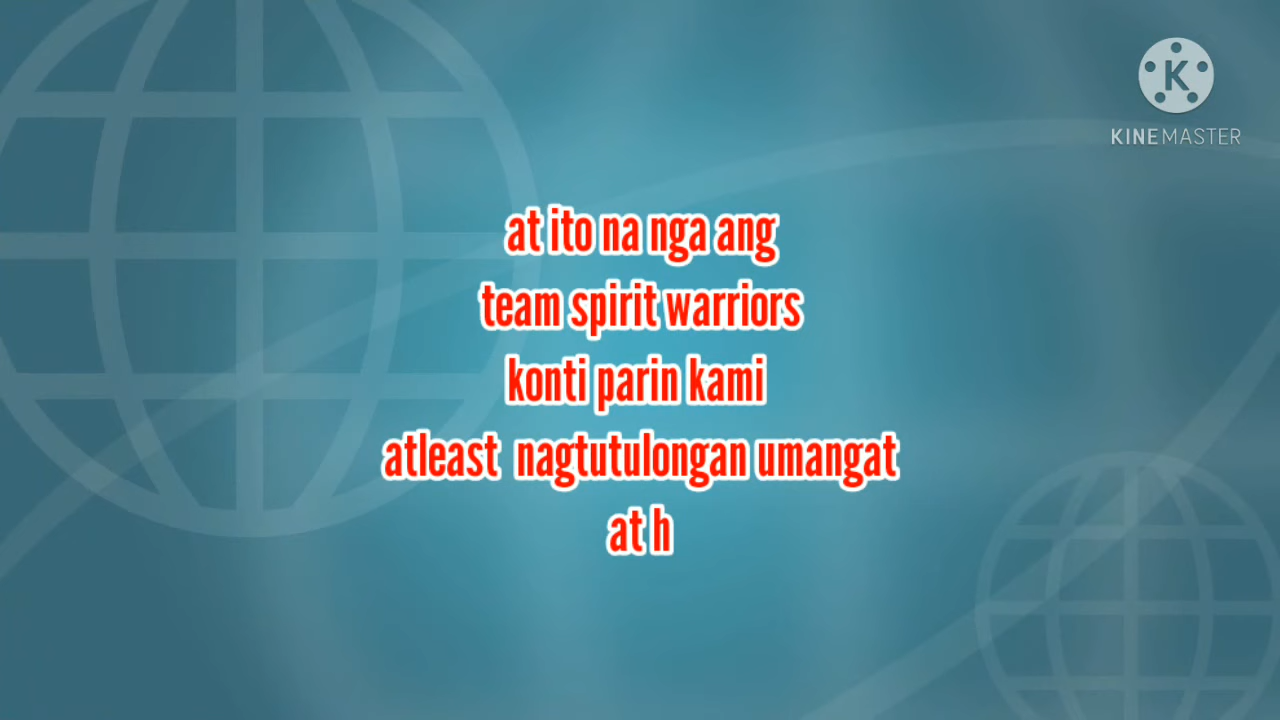 KINEMASTER
at ito na nga ang
team spirit warriors
konti parin kami
atleast  nagtutulongan umangat
at h